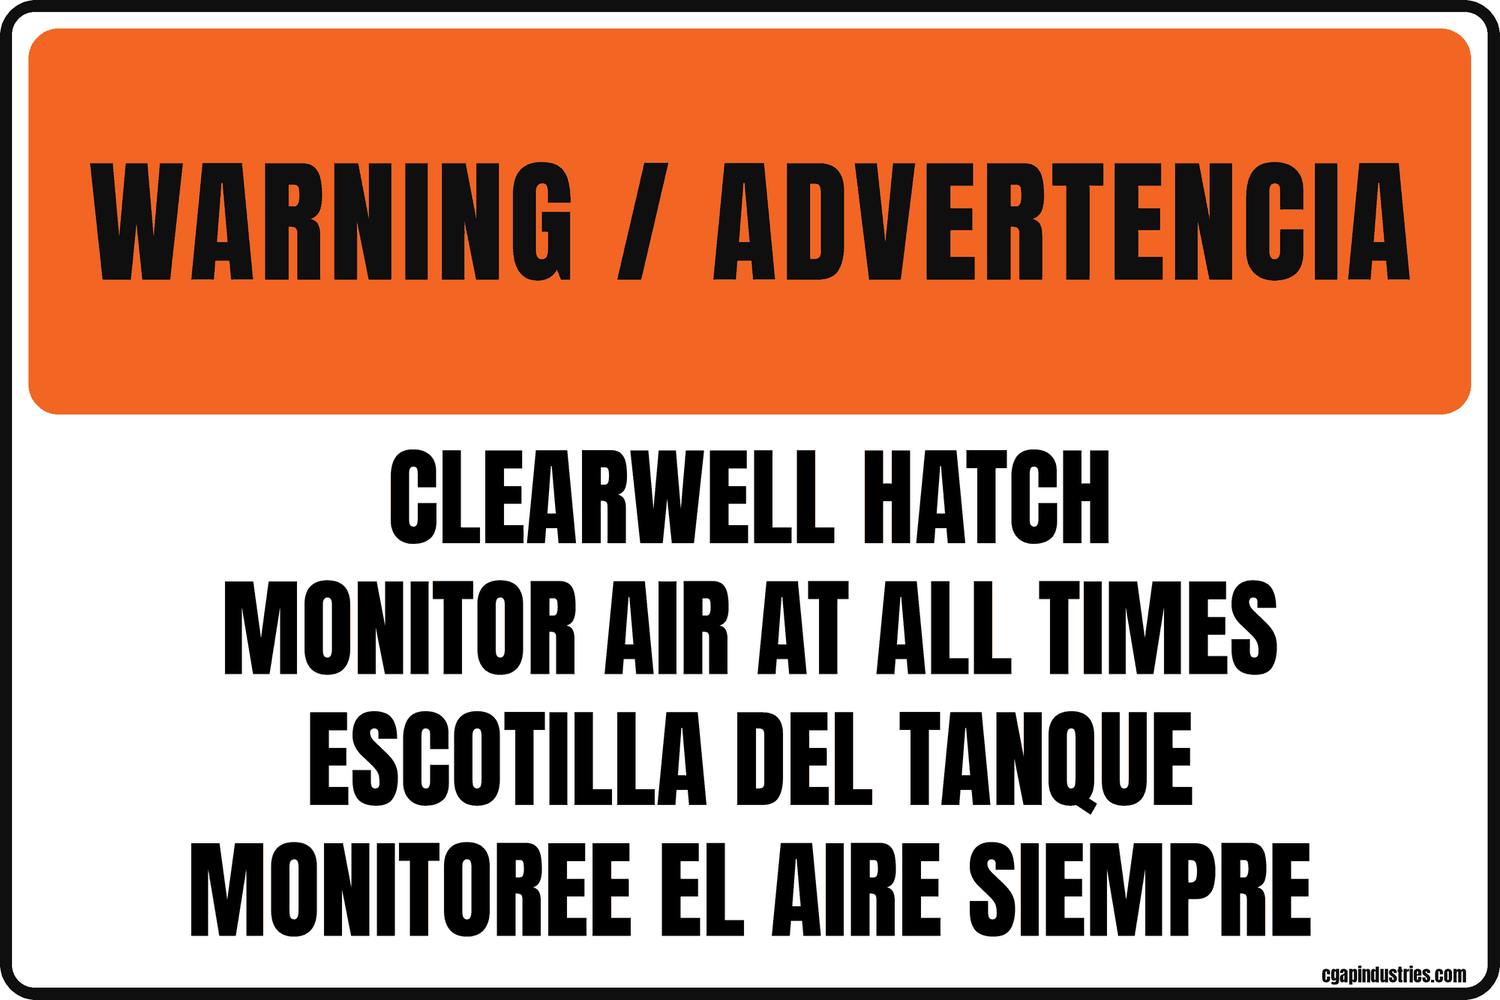 WARNING / ADVERTENCIA
CLEARWELL HATCH
MONITOR AIR AT ALL TIMES
ESCOTILLA DEL TANQUE
MONITOREE EL AIRE SIEMPRE
cgapindustries.com